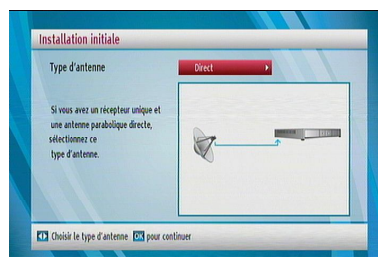 Installation initiale
Type d'antenne
Direct
Si vous avez un récepteur unique et
une antenne parabolique directe,
sélectionnez ce
type d'antenne.
Choisir le type d'antenne OK pour continuer